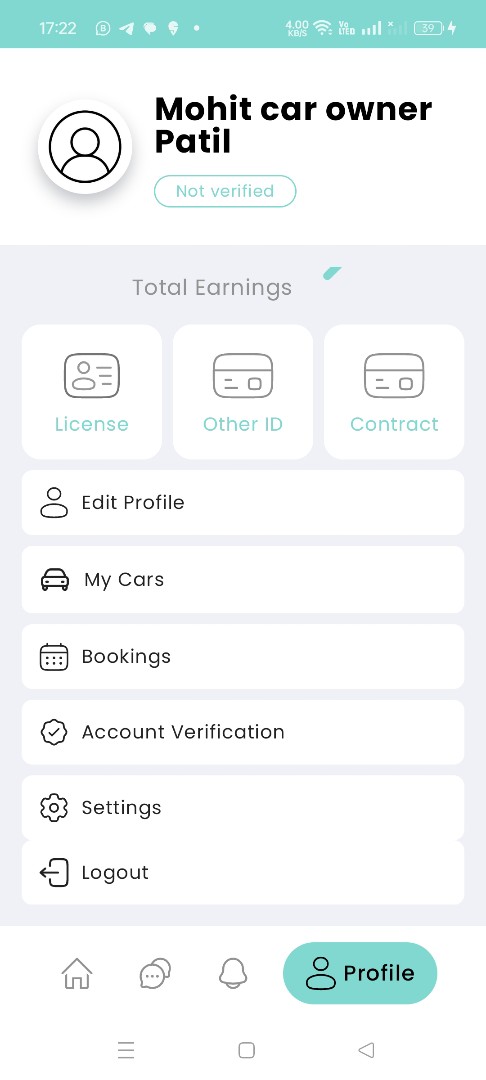 17:22
4.00 KB/S
Vo LTED
39
Mohit car owner
Patil
Not verified
Total Earnings
License
Other ID
Contract
Edit Profile
My Cars
Bookings
Account Verification
Settings
Logout
Profile